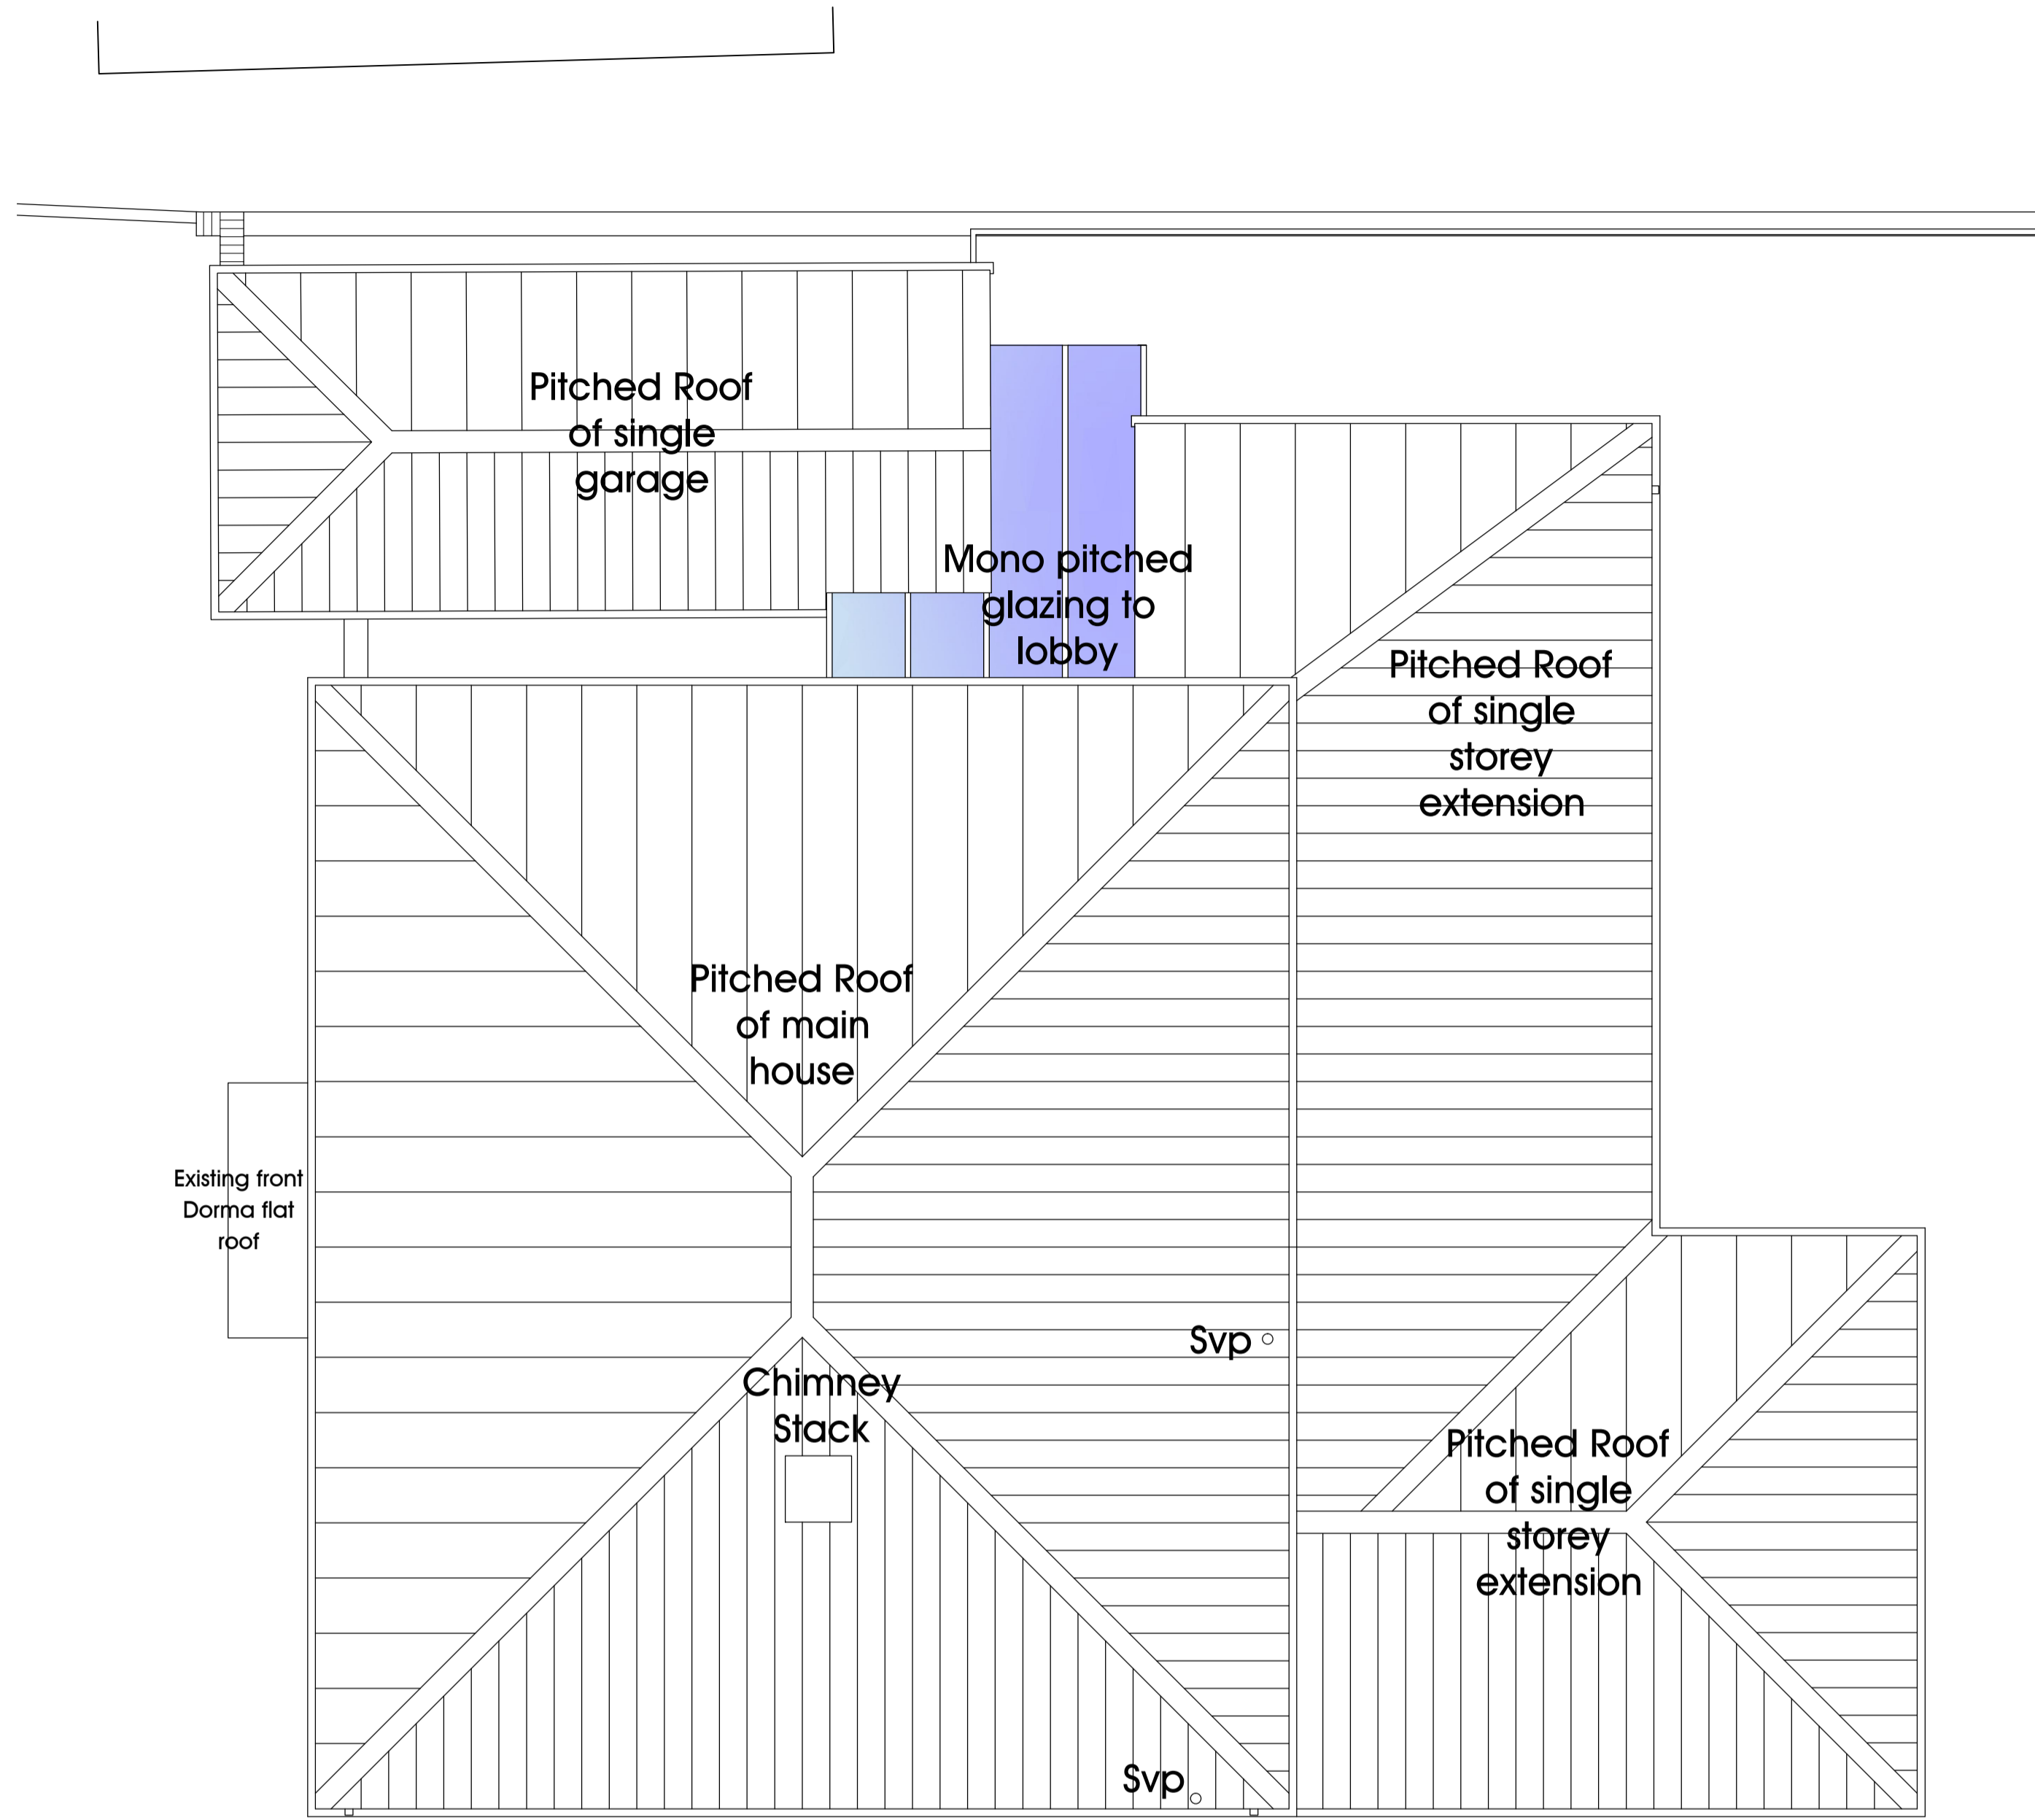 Pitched Roof
of single
garage
Mono pitched
glazing to
lobby
Pitched Roof
of single
storey
extension
Pitched Roof
of main
house
Existing front
Dorma flat
roof
Svp
Chimney
Stack
Pitched Roof
of single
storey
extension
Svp